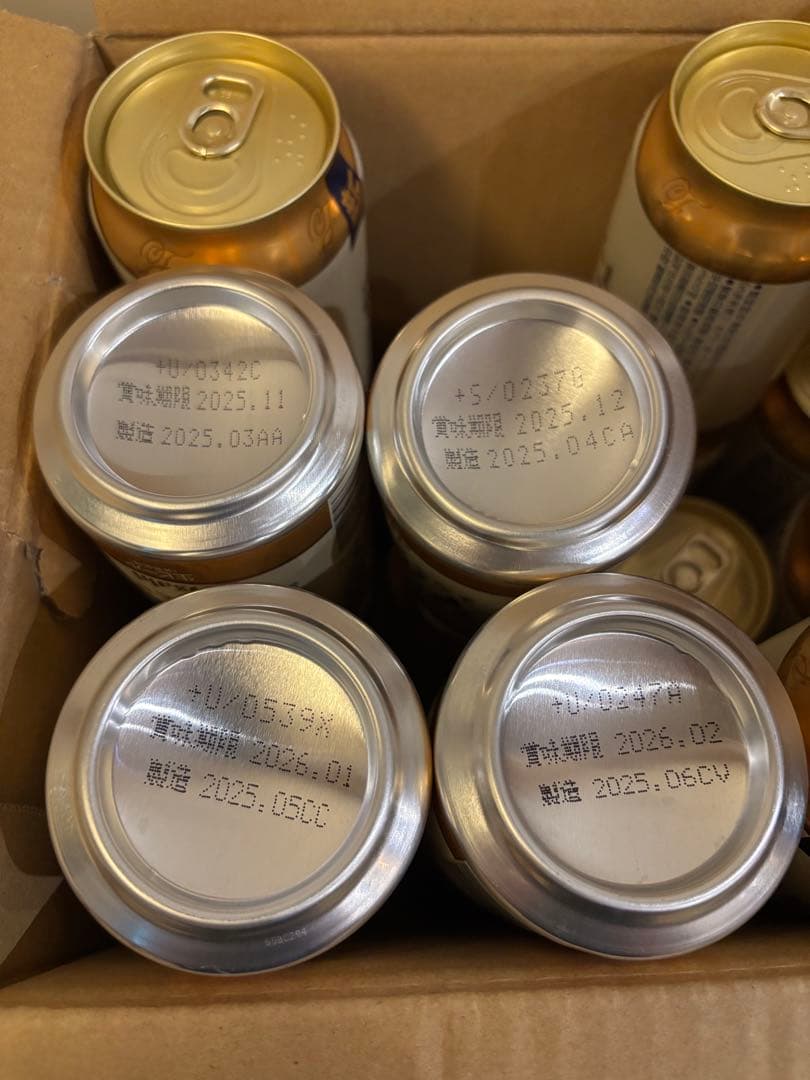 +U/0342C
賞味期限 2025.11
製造 2025.03AA
+S/0237G
賞味期限 2025.12
製造 2025.04CA
+U/0539X
賞味期限 2026.01
製造 2025.05CC
+U/0247A
賞味期限 2026.02
製造 2025.06CV